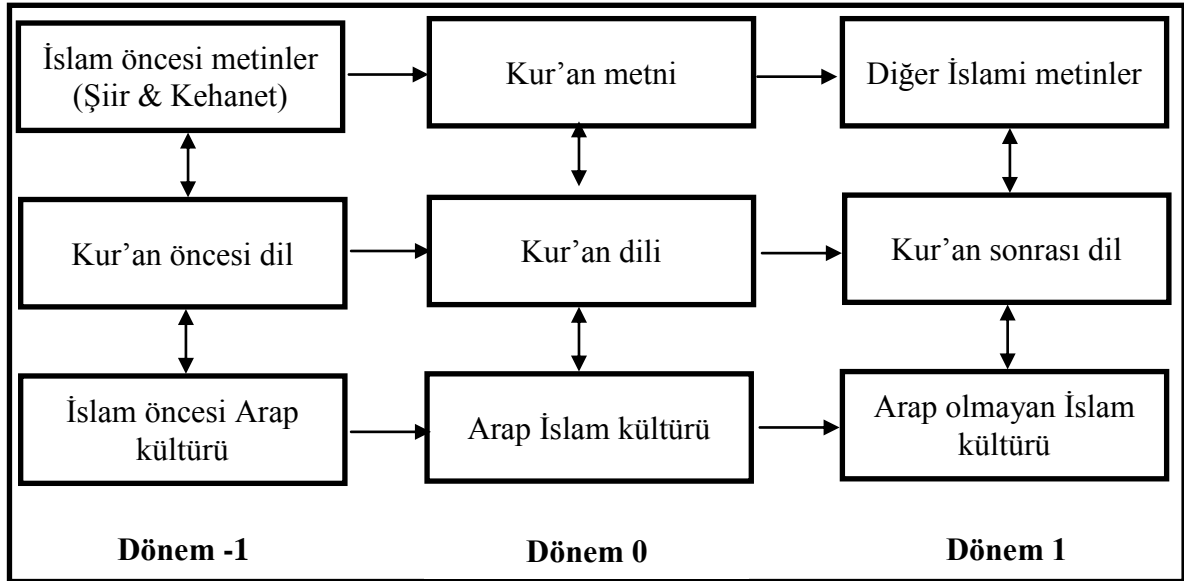 İslam öncesi metinler
(Şiir & Kehanet)
Kur'an metni
Diğer İslami metinler
Kur'an öncesi dil
Kur'an dili
Kur'an sonrası dil
İslam öncesi Arap
kültürü
Arap İslam kültürü
Arap olmayan İslam
kültürü
Dönem -1
Dönem 0
Dönem 1